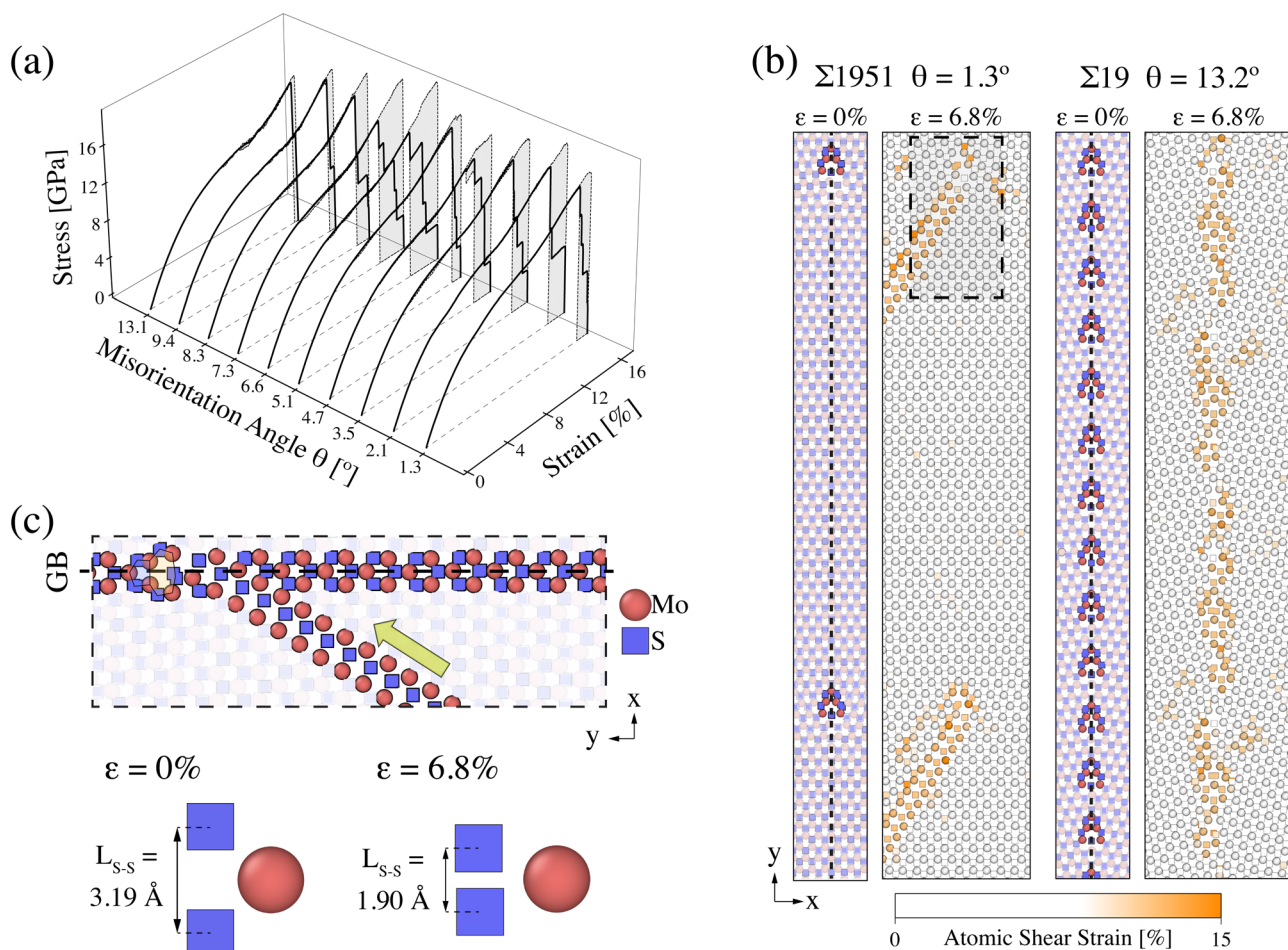 (a)
Stress [GPa]
16
12
8
4
0
13.1
9.4
8.3
7.3
6.6
5.1
4.7
3.5
2.1
1.3
Misorientation Angle θ [°]
0
4
8
12
16
Strain [%]
(b)
Σ1951 θ = 1.3° Σ19 θ = 13.2°
ε = 0% ε = 6.8% ε = 0% ε = 6.8%
y
x
0 Atomic Shear Strain [%] 15
(c)
GB
Mo
S
x
y
ε = 0% ε = 6.8%
L_S-S =
3.19 Å
L_S-S =
1.90 Å